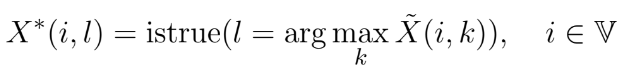 X*(i, l) = istrue(l = arg max_k X̃(i, k)),   i ∈ 𝕍